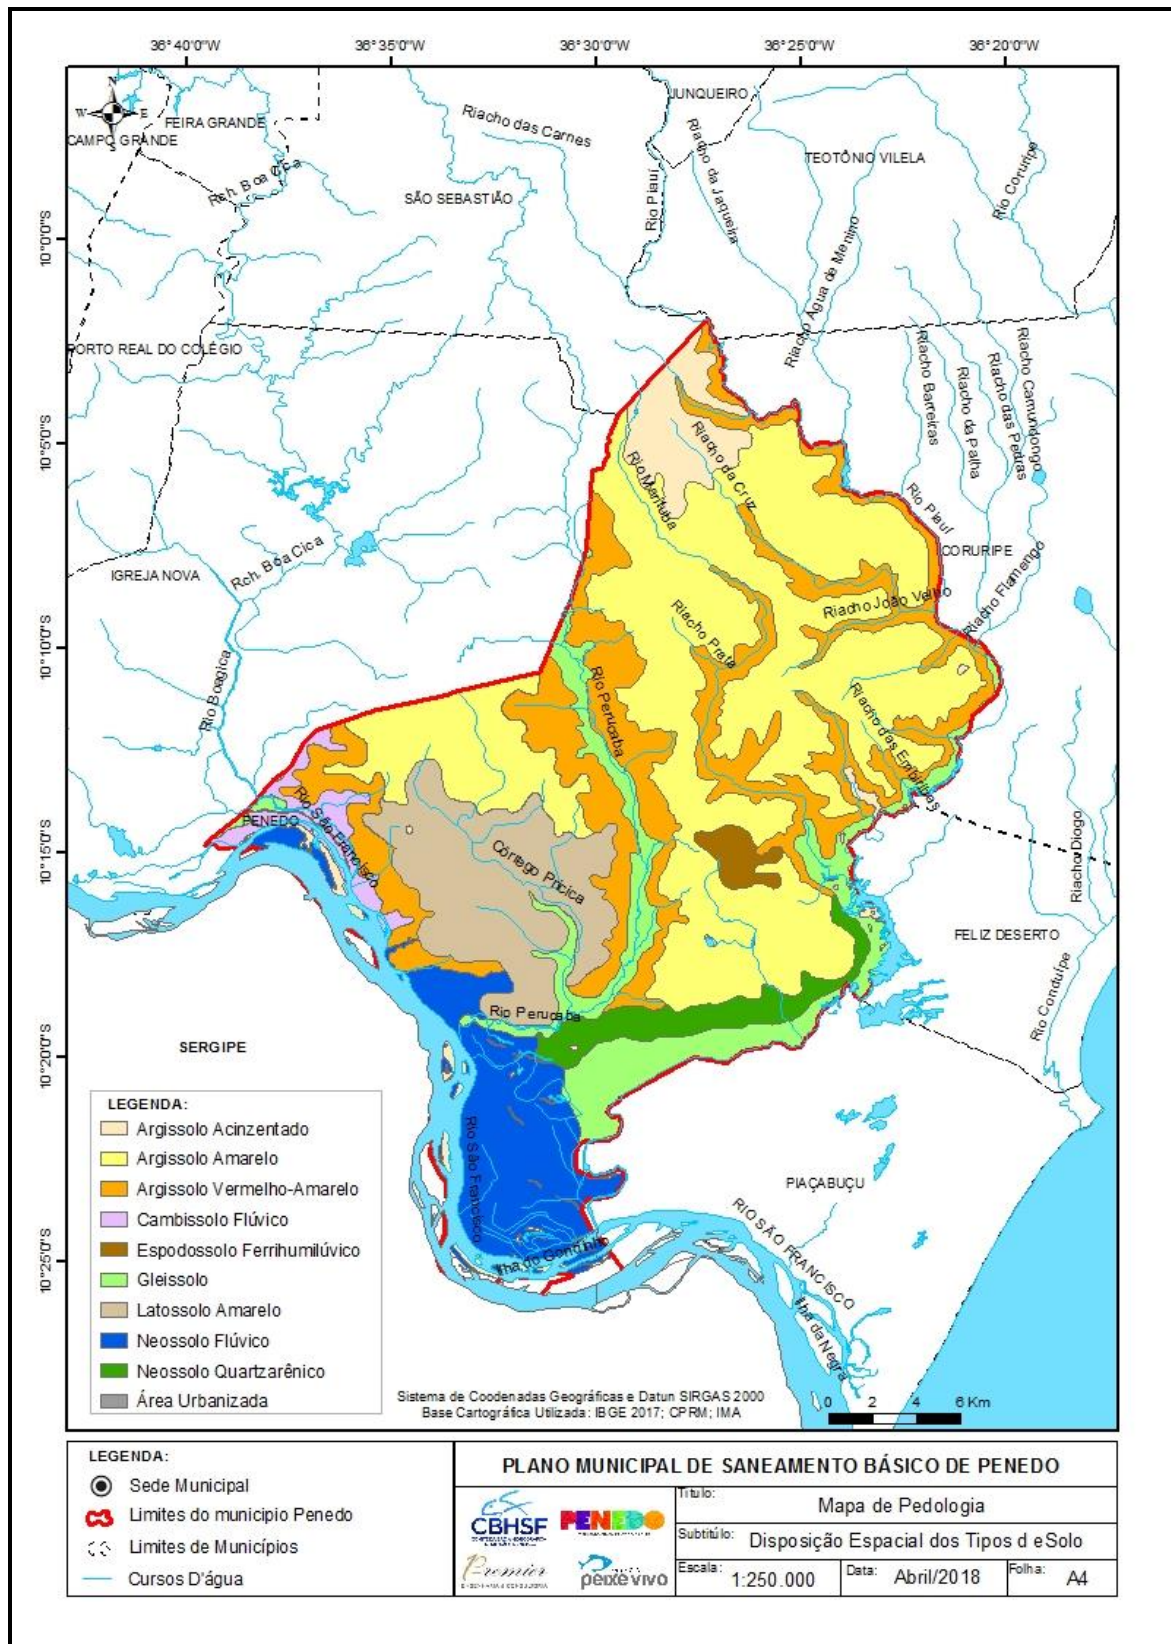 36°40'0"W 36°35'0"W 36°30'0"W 36°25'0"W 36°20'0"W
N
W E
S
FEIRA GRANDE
CAMPO GRANDE
Rch. Boa Cica
Riacho das Carnes
SÃO SEBASTIÃO
JUNQUEIRO
Rio Piauí
Riacho da Jaqueira
TEOTÔNIO VILELA
Rio Coruripe
Riacho Água de Menino
10°0'0"S
PORTO REAL DO COLÉGIO
Riacho Barreiras
Riacho da Palha
Riacho das Pedras
Riacho Camundongo
10°5'0"S
Rio Marituba
Riacho da Cruz
Rio Piauí
CORURIPE
IGREJA NOVA
Rch. Boa Cica
Riacho João Velho
Riacho Flamengo
10°10'0"S
Riacho Prata
Rio Boagica
Rio Perucaba
Riacho das Embiribas
PENEDO
Rio São Francisco
10°15'0"S
Córrego Pricica
Riacho Diogo
FELIZ DESERTO
Rio Conduípe
Rio Perucaba
SERGIPE
10°20'0"S
LEGENDA:
Argissolo Acinzentado
Argissolo Amarelo
Argissolo Vermelho-Amarelo
Cambissolo Flúvico
Espodossolo Ferrihumilúvico
Gleissolo
Latossolo Amarelo
Neossolo Flúvico
Neossolo Quartzarênico
Área Urbanizada
Rio São Francisco
PIAÇABUÇU
RIO SÃO FRANCISCO
Ilha do Gondinho
Ilha da Negra
10°25'0"S
Sistema de Coodenadas Geográficas e Datun SIRGAS 2000
Base Cartográfica Utilizada: IBGE 2017; CPRM; IMA
0 2 4 6 Km
LEGENDA:
Sede Municipal
Limites do municipio Penedo
Limites de Municípios
Cursos D'água
PLANO MUNICIPAL DE SANEAMENTO BÁSICO DE PENEDO
CBHSF
PENEDO
Premier
peixe vivo
Título:
Mapa de Pedologia
Subtitúlo:
Disposição Espacial dos Tipos d eSolo
Escala:
1:250.000
Data:
Abril/2018
Folha:
A4